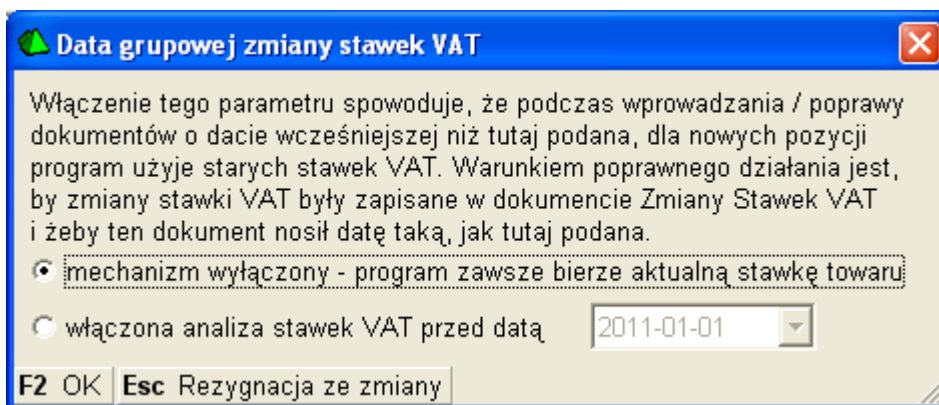 Data grupowej zmiany stawek VAT
Włączenie tego parametru spowoduje, że podczas wprowadzania / poprawy
dokumentów o dacie wcześniejszej niż tutaj podana, dla nowych pozycji
program użyje starych stawek VAT. Warunkiem poprawnego działania jest,
by zmiany stawki VAT były zapisane w dokumencie Zmiany Stawek VAT
i żeby ten dokument nosił datę taką, jak tutaj podana.
mechanizm wyłączony - program zawsze bierze aktualną stawkę towaru
włączona analiza stawek VAT przed datą 2011-01-01
F2 OK Esc Rezygnacja ze zmiany